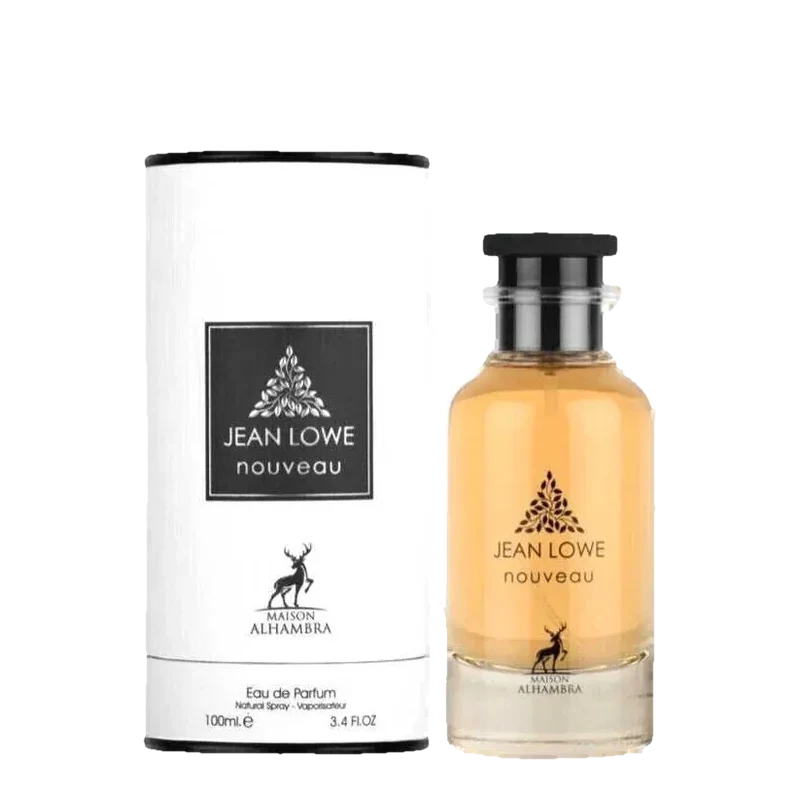 JEAN LOWE
nouveau
MAISON
ALHAMBRA
Eau de Parfum
Natural Spray - Vaporisateur
100ml.e 3.4 Fl.OZ
JEAN LOWE
nouveau
MAISON
ALHAMBRA